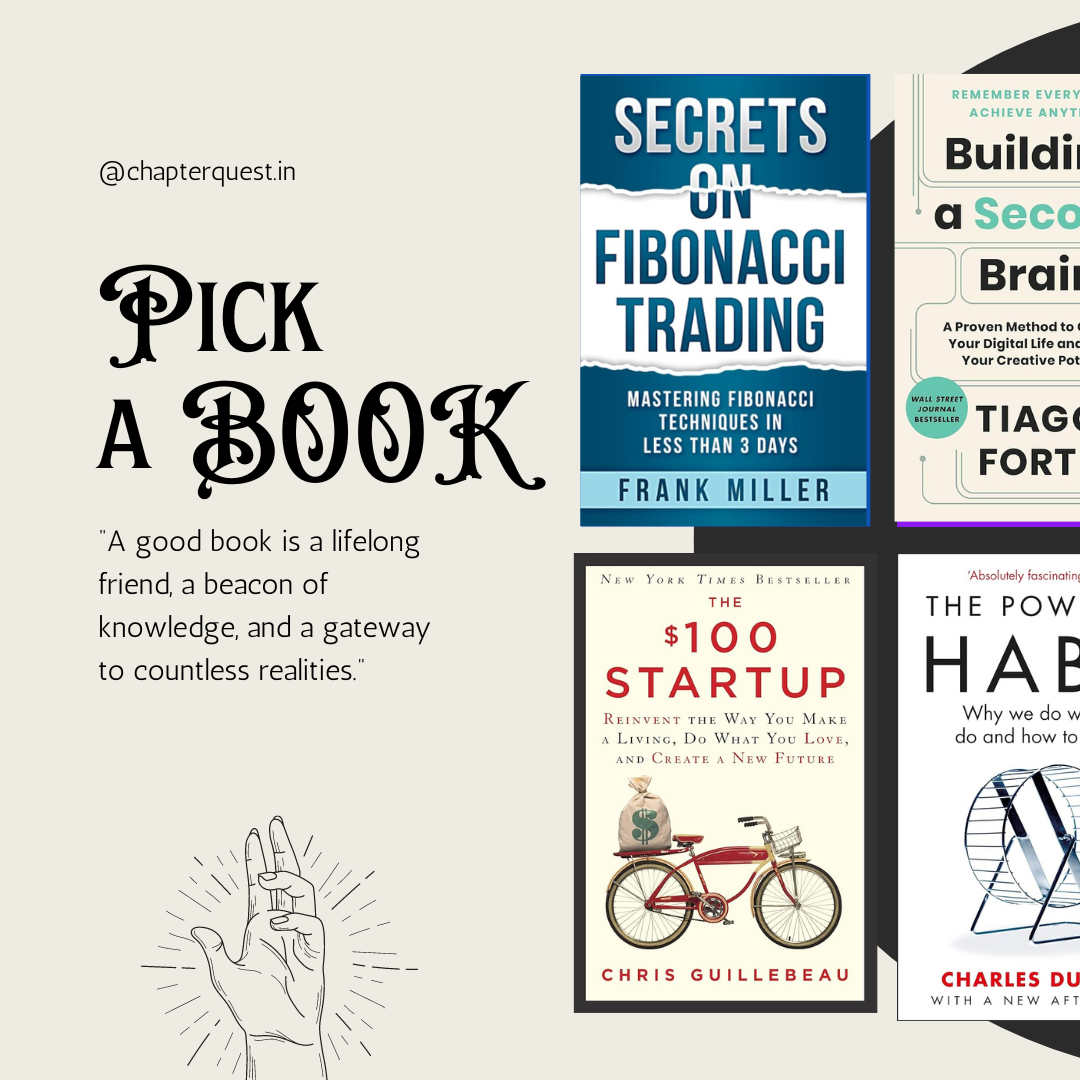 @chapterquest.in
PICK
A BOOK
"A good book is a lifelong
friend, a beacon of
knowledge, and a gateway
to countless realities."
SECRETS
ON
FIBONACCI
TRADING
MASTERING FIBONACCI
TECHNIQUES IN
LESS THAN 3 DAYS
FRANK MILLER
REMEMBER EVERY
ACHIEVE ANYT
Buildin
a Seco
Brain
A Proven Method to
Your Digital Life and
Your Creative Pot
WALL STREET
JOURNAL
BESTSELLER
TIAGO
FORT
NEW YORK TIMES BESTSELLER
THE
$100
STARTUP
REINVENT THE WAY YOU MAKE
A LIVING, DO WHAT YOU LOVE,
AND CREATE A NEW FUTURE
$
CHRIS GUILLEBEAU
'Absolutely fascinating
THE POW
HAB
Why we do w
do and how to
CHARLES DU
WITH A NEW AFT